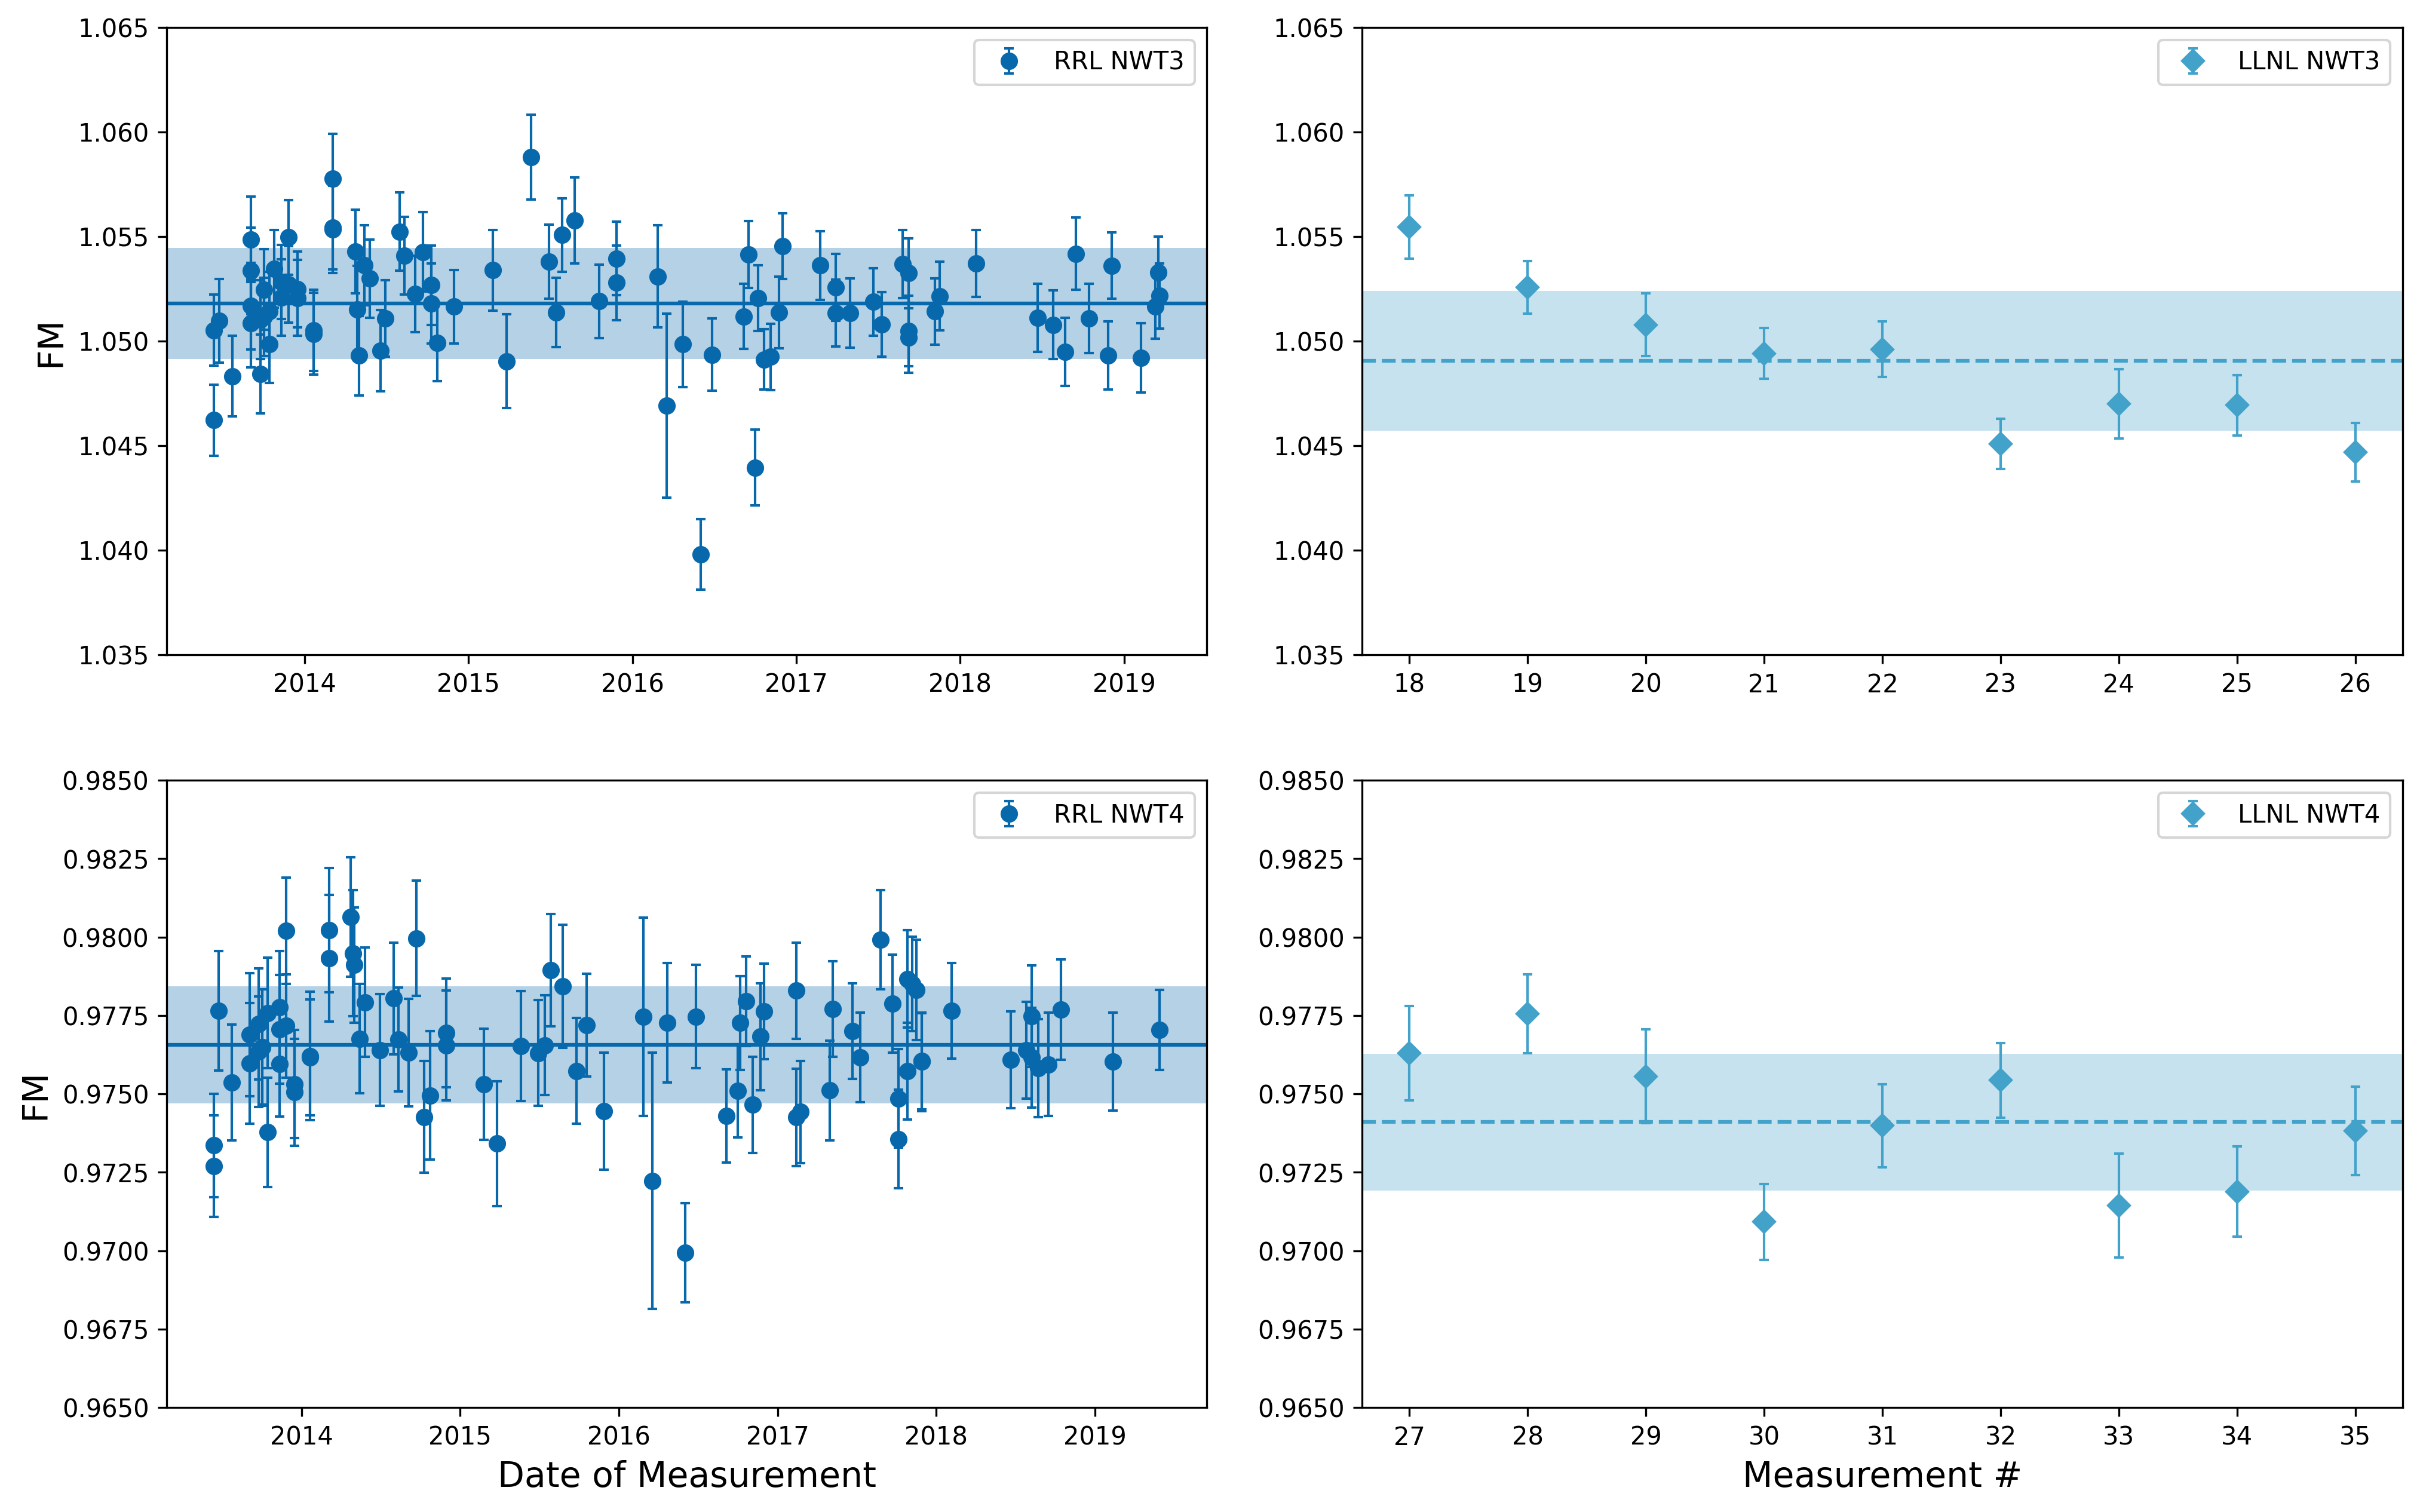 1.065
1.060
1.055
1.050
1.045
1.040
1.035
FM
RRL NWT3
2014 2015 2016 2017 2018 2019
1.065
1.060
1.055
1.050
1.045
1.040
1.035
LLNL NWT3
18 19 20 21 22 23 24 25 26
0.9850
0.9825
0.9800
0.9775
0.9750
0.9725
0.9700
0.9675
0.9650
FM
RRL NWT4
2014 2015 2016 2017 2018 2019
Date of Measurement
0.9850
0.9825
0.9800
0.9775
0.9750
0.9725
0.9700
0.9675
0.9650
LLNL NWT4
27 28 29 30 31 32 33 34 35
Measurement #